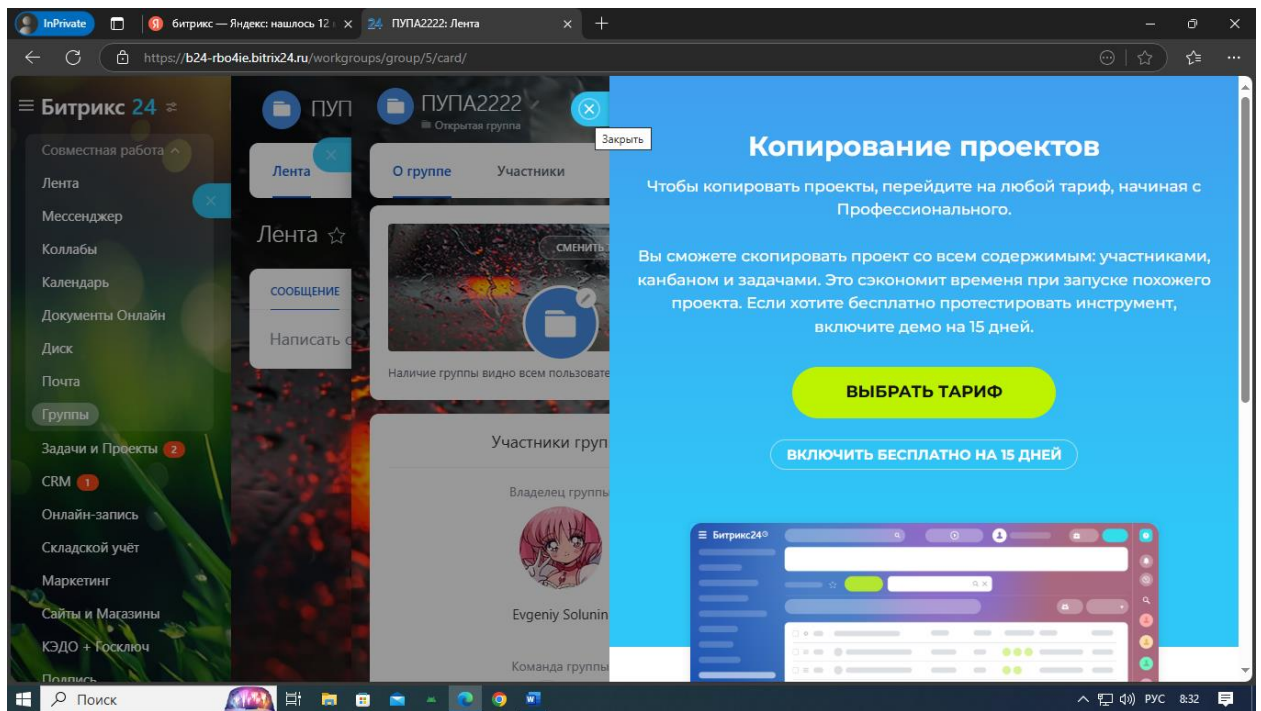 InPrivate
битрикс — Яндекс: нашлось 12
24 ПУПА2222: Лента
https://b24-rbo4ie.bitrix24.ru/workgroups/group/5/card/
Битрикс 24
Совместная работа
Лента
Мессенджер
Коллабы
Календарь
Документы Онлайн
Диск
Почта
Группы
Задачи и Проекты 2
CRM 1
Онлайн-запись
Складской учёт
Маркетинг
Сайты и Магазины
КЭДО + Госключ
Подпись
ПУП
Лента
Лента
СООБЩЕНИЕ
Написать с
ПУПА2222
Открытая группа
О группе
Участники
СМЕНИТЬ
Наличие группы видно всем пользовате
Участники груп
Владелец группы
Evgeniy Solunin
Команда группы
Закрыть
Копирование проектов
Чтобы копировать проекты, перейдите на любой тариф, начиная с
Профессионального.
Вы сможете скопировать проект со всем содержимым: участниками,
канбаном и задачами. Это сэкономит временя при запуске похожего
проекта. Если хотите бесплатно протестировать инструмент,
включите демо на 15 дней.
ВЫБРАТЬ ТАРИФ
ВКЛЮЧИТЬ БЕСПЛАТНО НА 15 ДНЕЙ
Битрикс24
Поиск
РУС
8:32